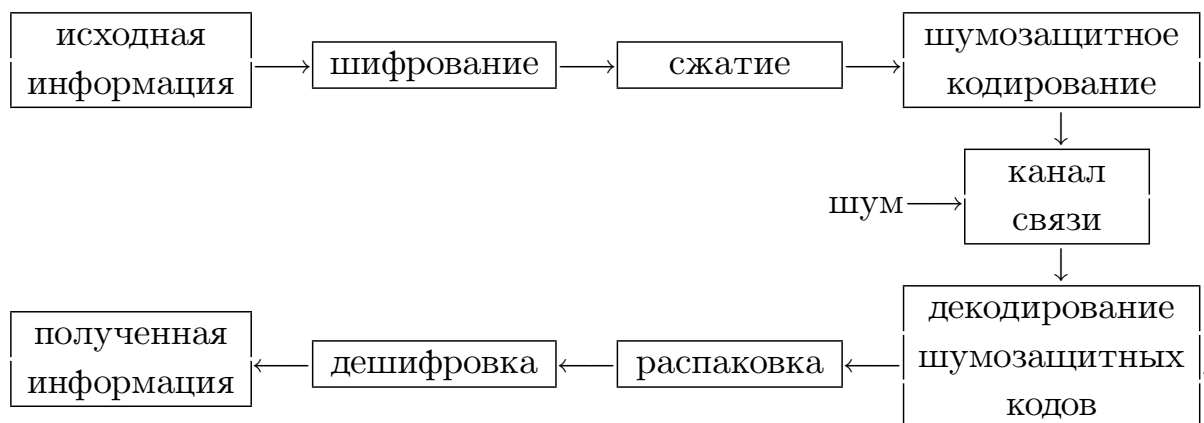 исходная
информация
шифрование
сжатие
шумозащитное
кодирование
шум
канал
связи
декодирование
шумозащитных
кодов
распаковка
дешифровка
полученная
информация